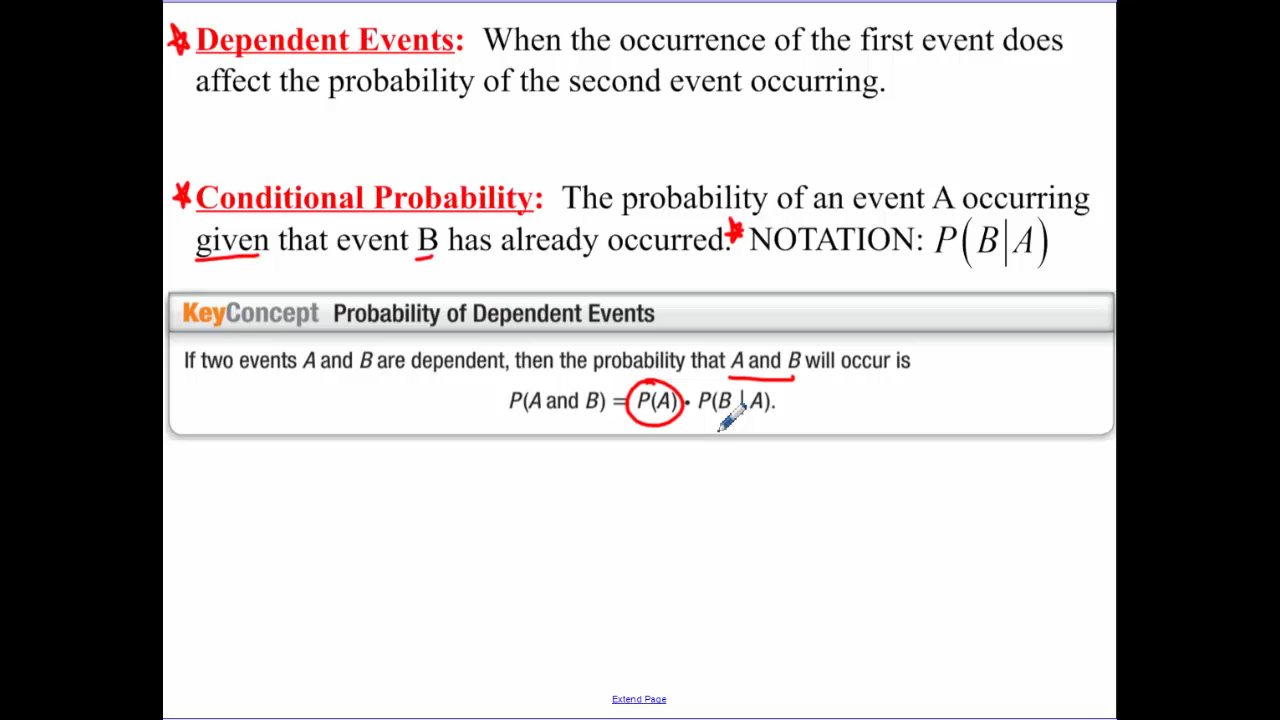 Dependent Events: When the occurrence of the first event does
affect the probability of the second event occurring.
Conditional Probability: The probability of an event A occurring
given that event B has already occurred. NOTATION: P(B|A)
KeyConcept Probability of Dependent Events
If two events A and B are dependent, then the probability that A and B will occur is
P(A and B) = P(A) • P(B | A).
Extend Page